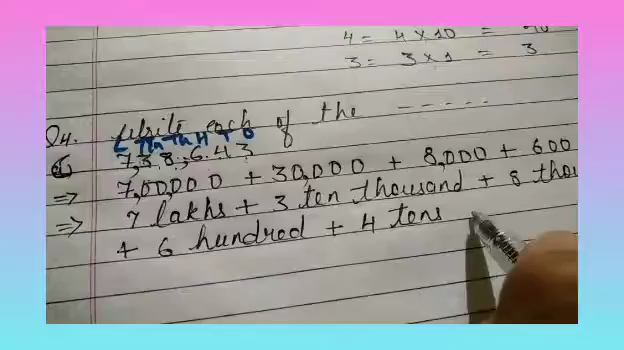 4 = 4 x 10 = 40
3 = 3 x 1 = 3
Q4. Write each of the -----
L TTh Th H T O
7,38,643
⇒ 7,00,000 + 30,000 + 8,000 + 600
⇒ 7 lakhs + 3 ten thousand + 8 thou
+ 6 hundred + 4 tens